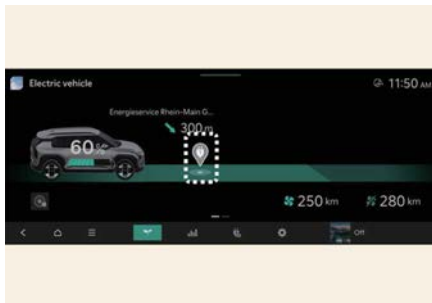 Electric vehicle
11:50 AM
Energieservice Rhein-Main G...
300 m
60%
250 km
280 km
Off